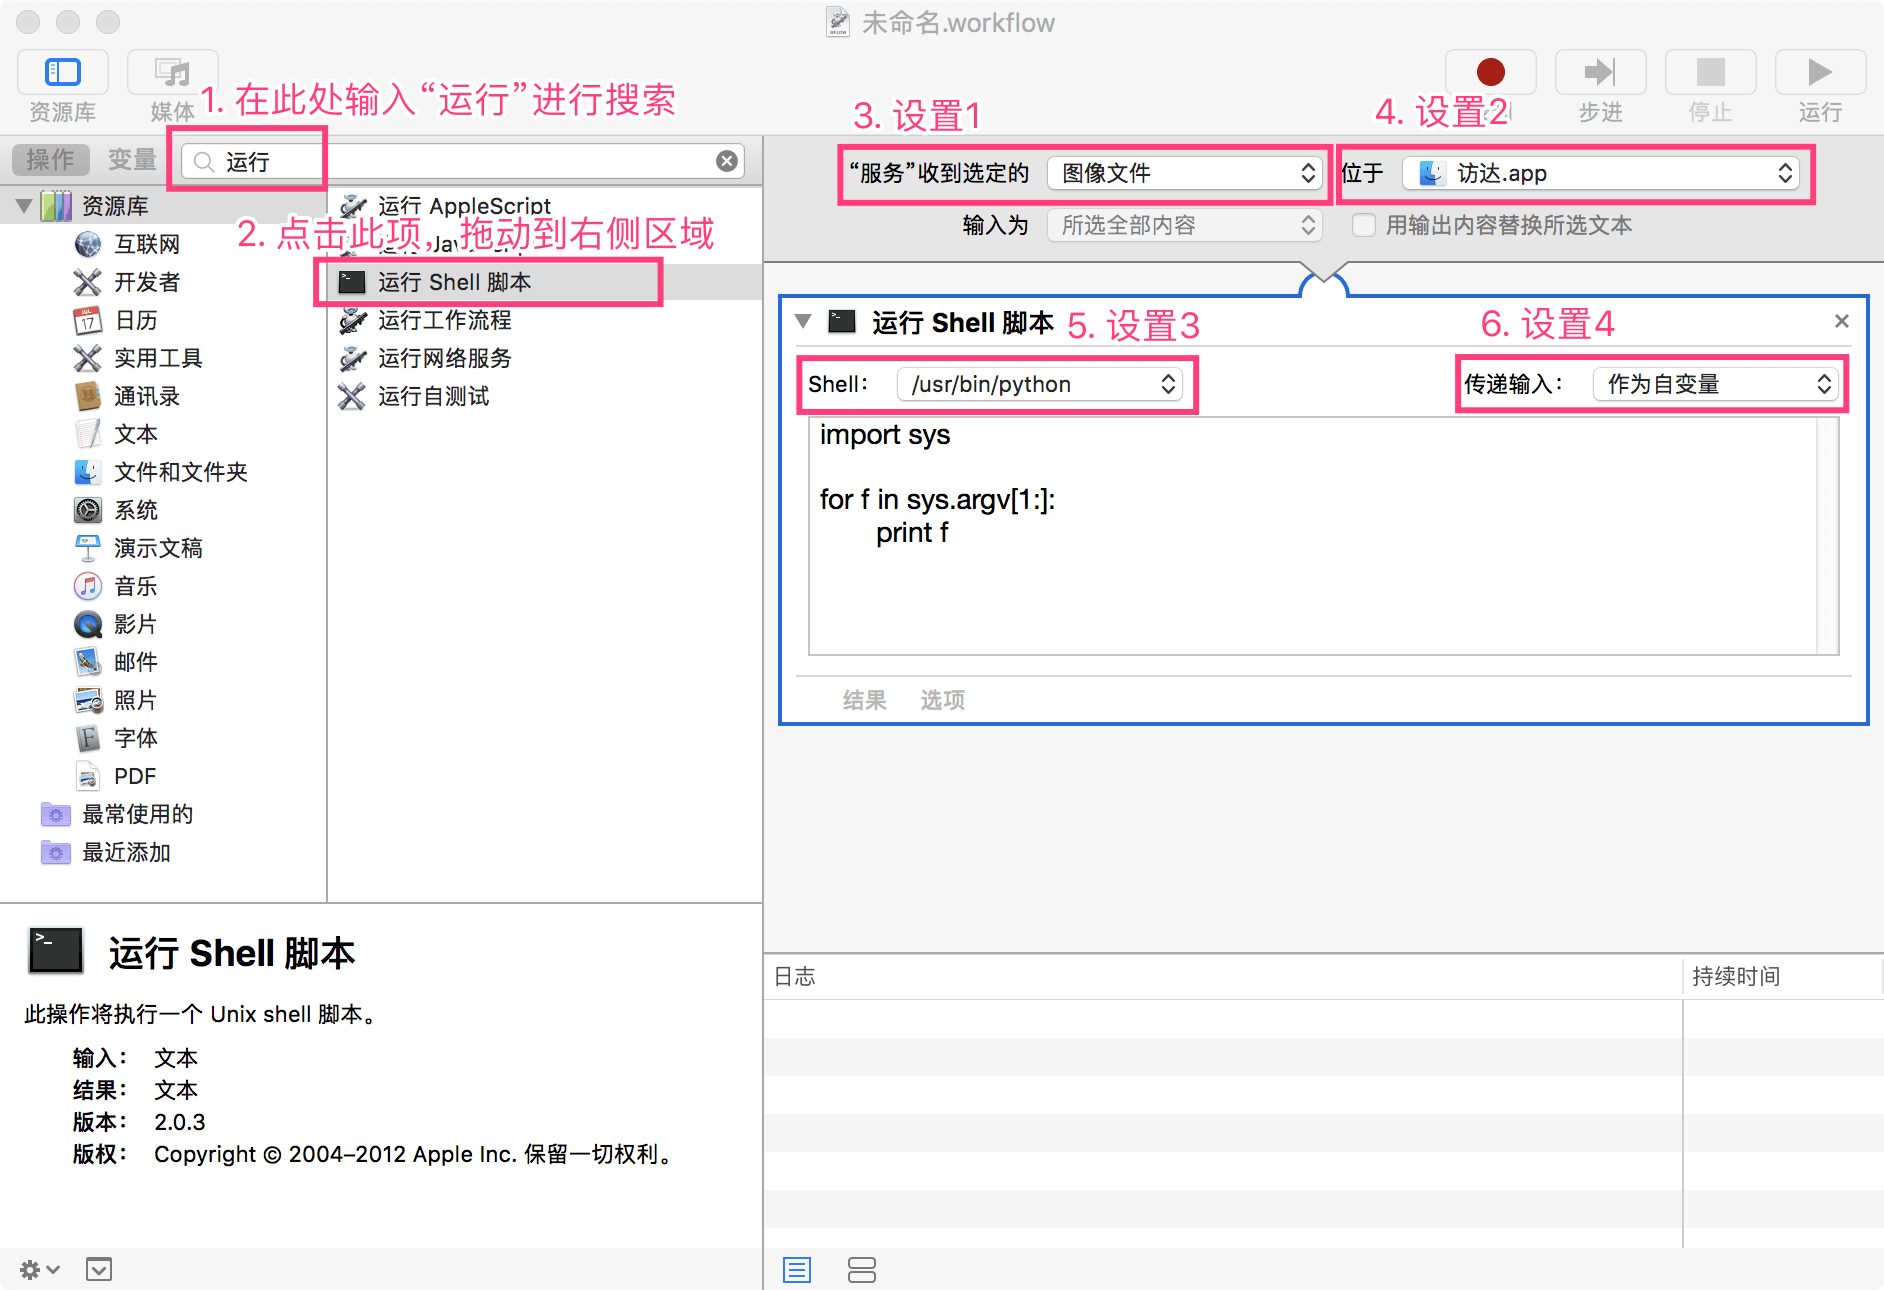 未命名.workflow
资源库
媒体
步进
停止
运行
1. 在此处输入“运行”进行搜索
3. 设置1
4. 设置2
操作
变量
运行
“服务”收到选定的
图像文件
位于
访达.app
输入为
所选全部内容
用输出内容替换所选文本
资源库
互联网
开发者
日历
实用工具
通讯录
文本
文件和文件夹
系统
演示文稿
音乐
影片
邮件
照片
字体
PDF
最常使用的
最近添加
运行 AppleScript
2. 点击此项，拖动到右侧区域
运行 Shell 脚本
运行工作流程
运行网络服务
运行自测试
运行 Shell 脚本
5. 设置3
6. 设置4
Shell：
/usr/bin/python
传递输入：
作为自变量
import sys
for f in sys.argv[1:]:
print f
结果
选项
运行 Shell 脚本
此操作将执行一个 Unix shell 脚本。
输入： 文本
结果： 文本
版本： 2.0.3
版权： Copyright © 2004–2012 Apple Inc. 保留一切权利。
日志
持续时间